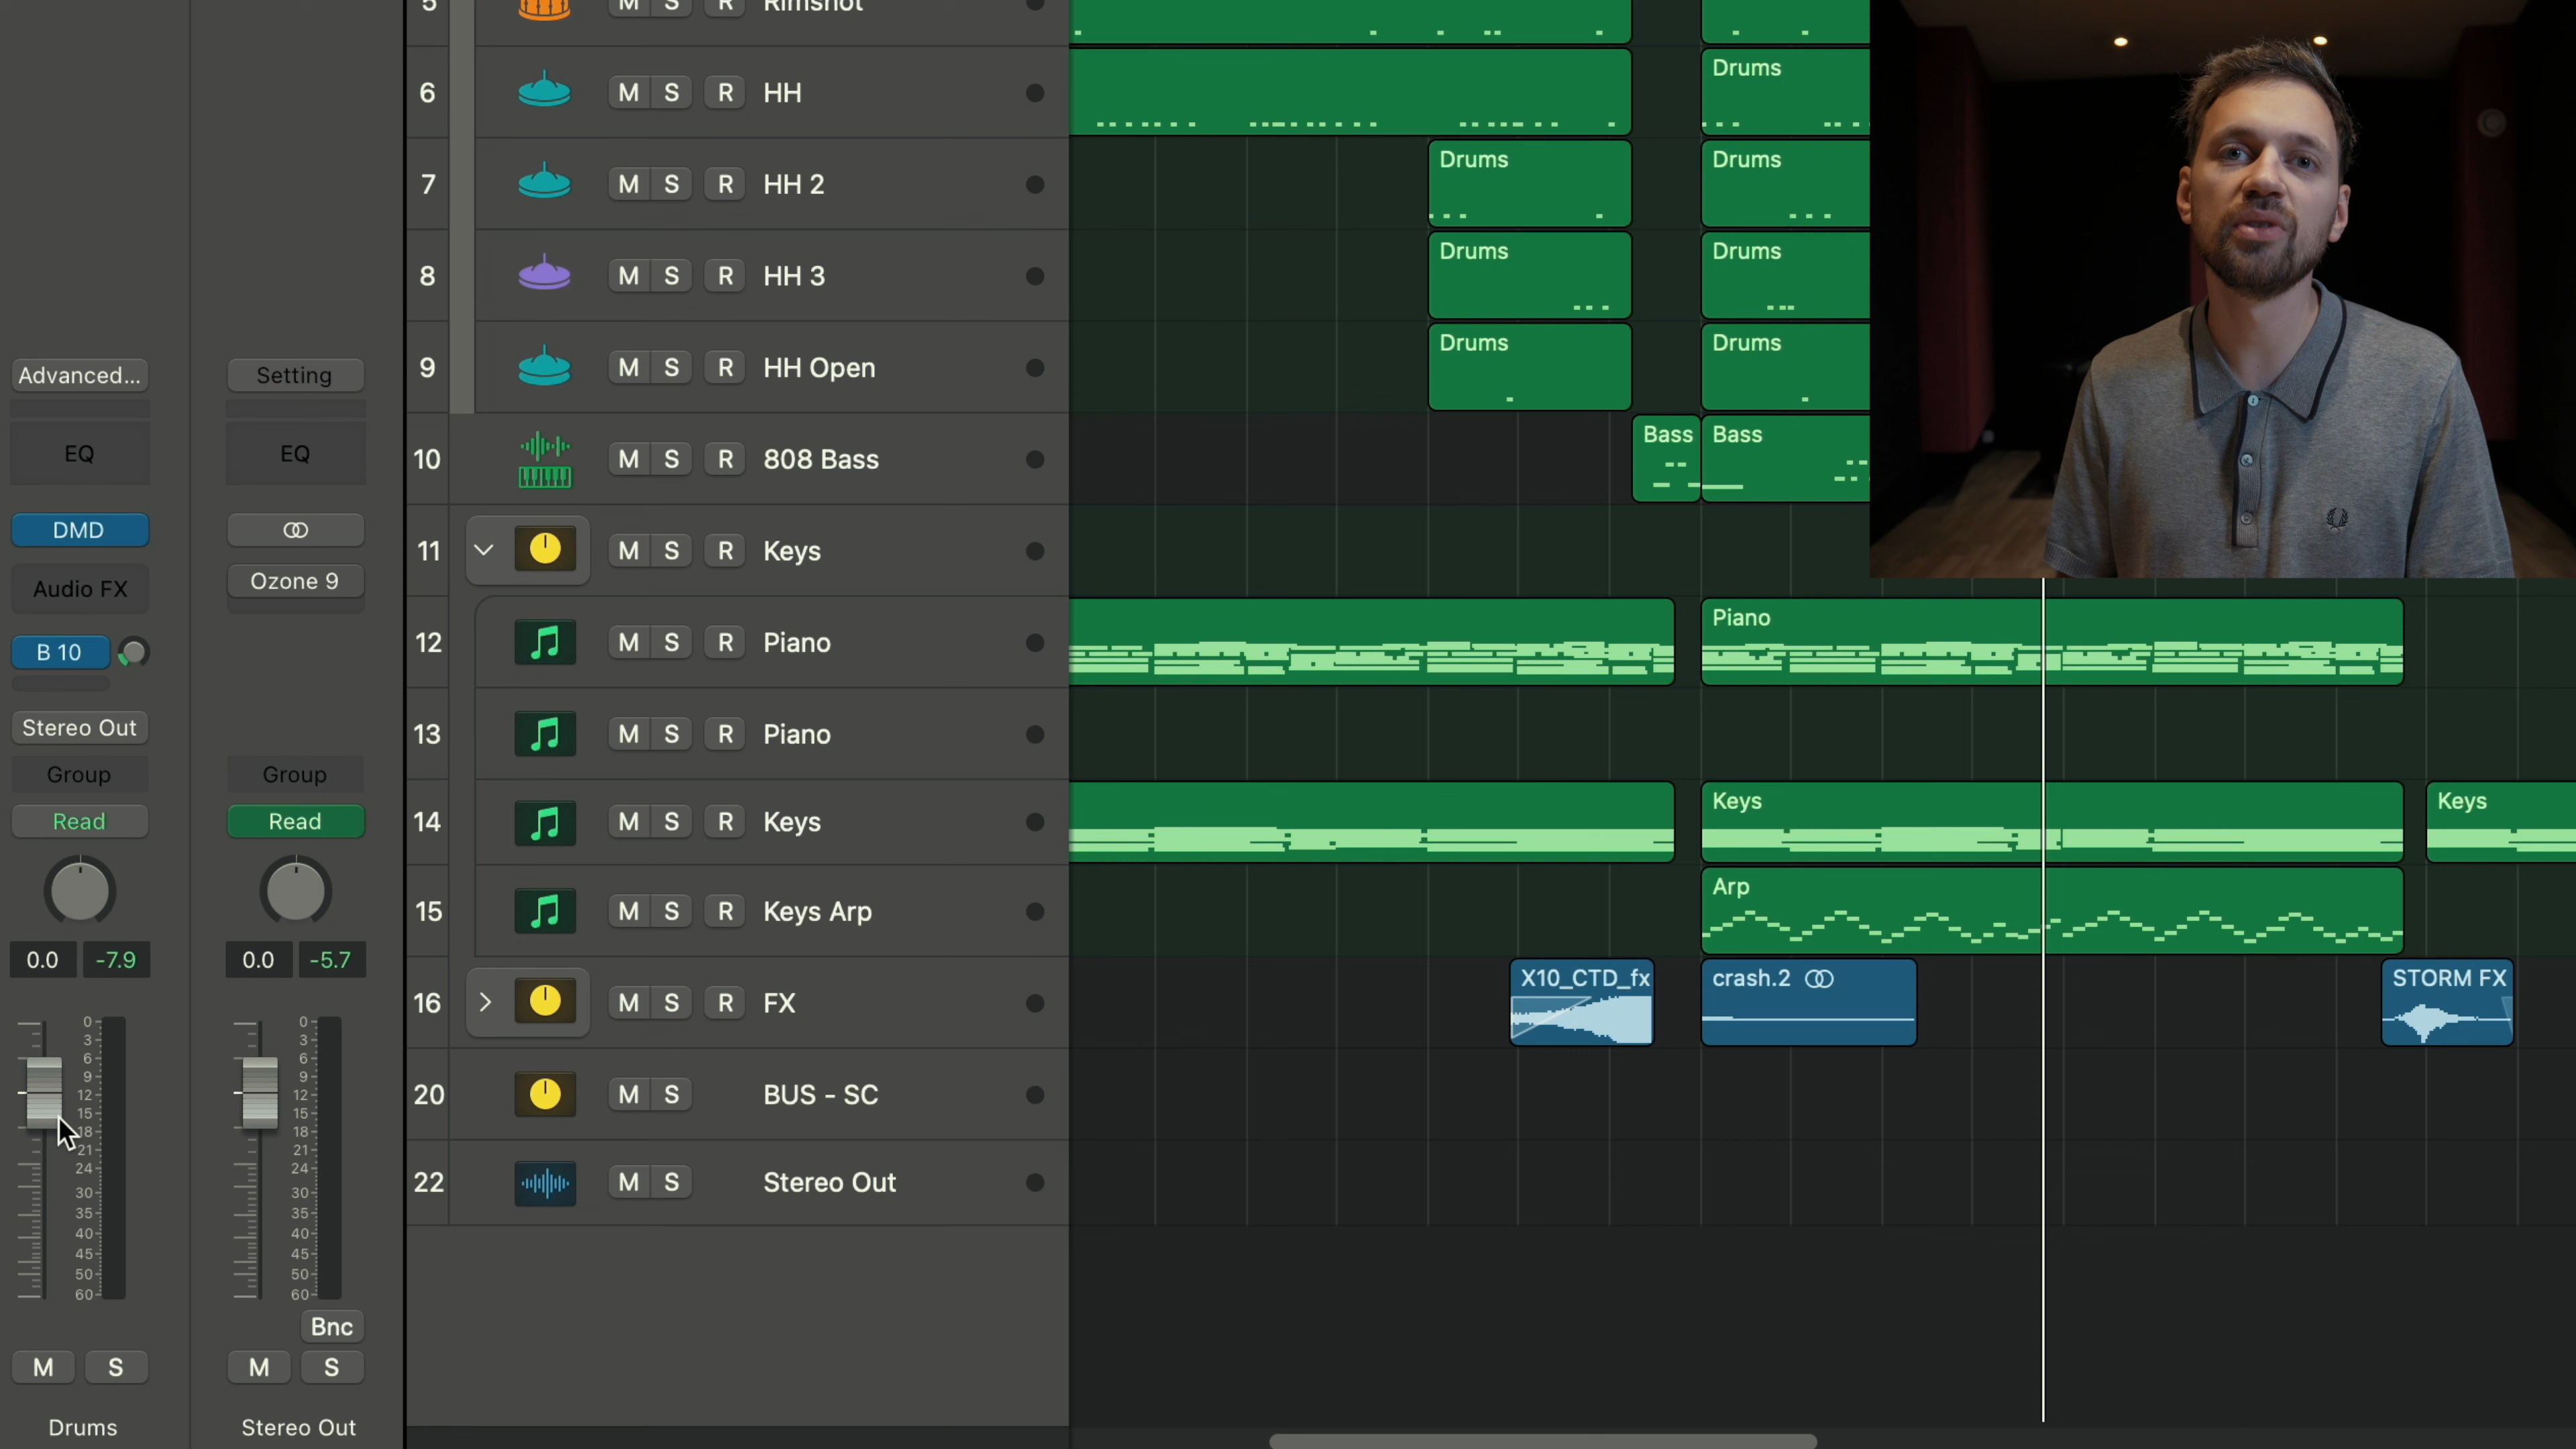 Advanced...
EQ
DMD
Audio FX
B 10
Stereo Out
Group
Read
0.0 -7.9
0
3
6
9
12
15
18
21
24
30
35
40
45
50
60
M S
Drums
Setting
EQ
Ozone 9
Group
Read
0.0 -5.7
0
3
6
9
12
15
18
21
24
30
35
40
45
50
60
Bnc
M S
Stereo Out
5 M S R Rimshot
6 M S R HH
Drums
7 M S R HH 2
Drums Drums
8 M S R HH 3
Drums Drums
9 M S R HH Open
Drums Drums
10 M S R 808 Bass
Bass Bass
11 M S R Keys
12 M S R Piano
Piano
13 M S R Piano
14 M S R Keys
Keys Keys
15 M S R Keys Arp
Arp
16 M S R FX
X10_CTD_fx crash.2 STORM FX
20 M S BUS - SC
22 M S Stereo Out